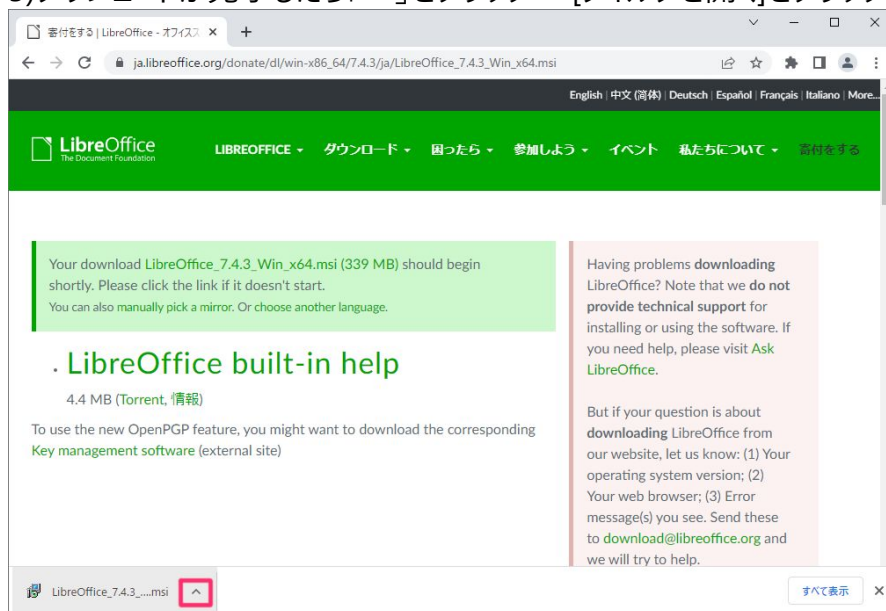 寄付をする | LibreOffice - オフィス
ja.libreoffice.org/donate/dl/win-x86_64/7.4.3/ja/LibreOffice_7.4.3_Win_x64.msi
English | 中文 (简体) | Deutsch | Español | Français | Italiano | More...
LibreOffice
The Document Foundation
LIBREOFFICE ダウンロード 困ったら 参加しよう イベント 私たちについて 寄付をする
Your download LibreOffice_7.4.3_Win_x64.msi (339 MB) should begin
shortly. Please click the link if it doesn't start.
You can also manually pick a mirror. Or choose another language.
LibreOffice built-in help
4.4 MB (Torrent, 情報)
To use the new OpenPGP feature, you might want to download the corresponding
Key management software (external site)
Having problems downloading
LibreOffice? Note that we do not
provide technical support for
installing or using the software. If
you need help, please visit Ask
LibreOffice.
But if your question is about
downloading LibreOffice from
our website, let us know: (1) Your
operating system version; (2)
Your web browser; (3) Error
message(s) you see. Send these
to download@libreoffice.org and
we will try to help.
LibreOffice_7.4.3_....msi
すべて表示